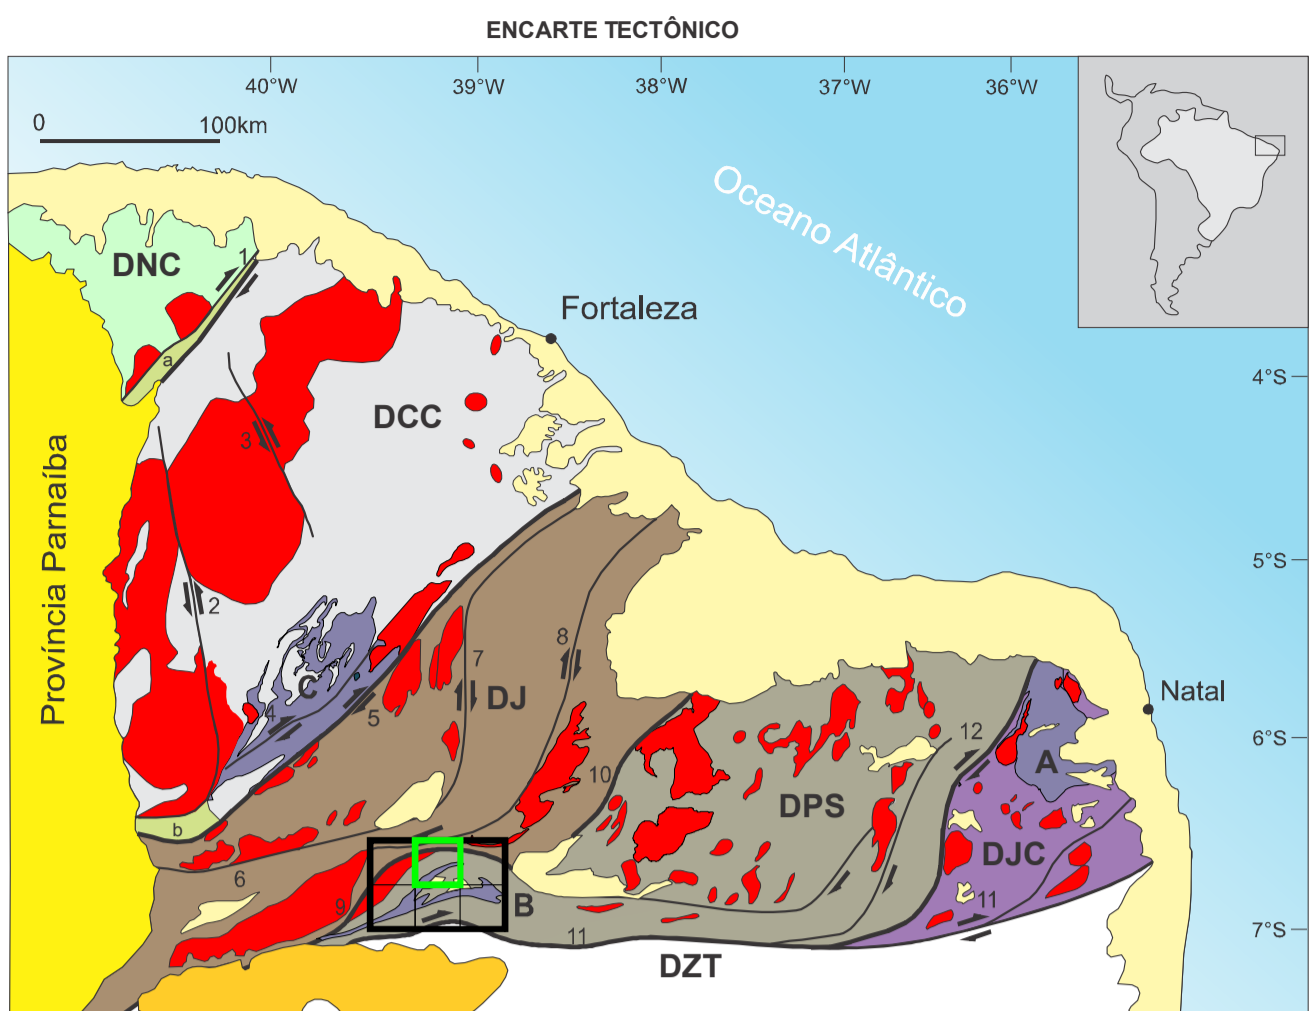 ENCARTE TECTÔNICO
40°W
39°W
38°W
37°W
36°W
0
100km
Oceano Atlântico
DNC
1
Fortaleza
a
4°S
DCC
3
Província Parnaíba
5°S
2
8
7
C
DJ
4
5
Natal
12
6°S
A
10
DPS
b
DJC
6
9
B
11
11
7°S
DZT